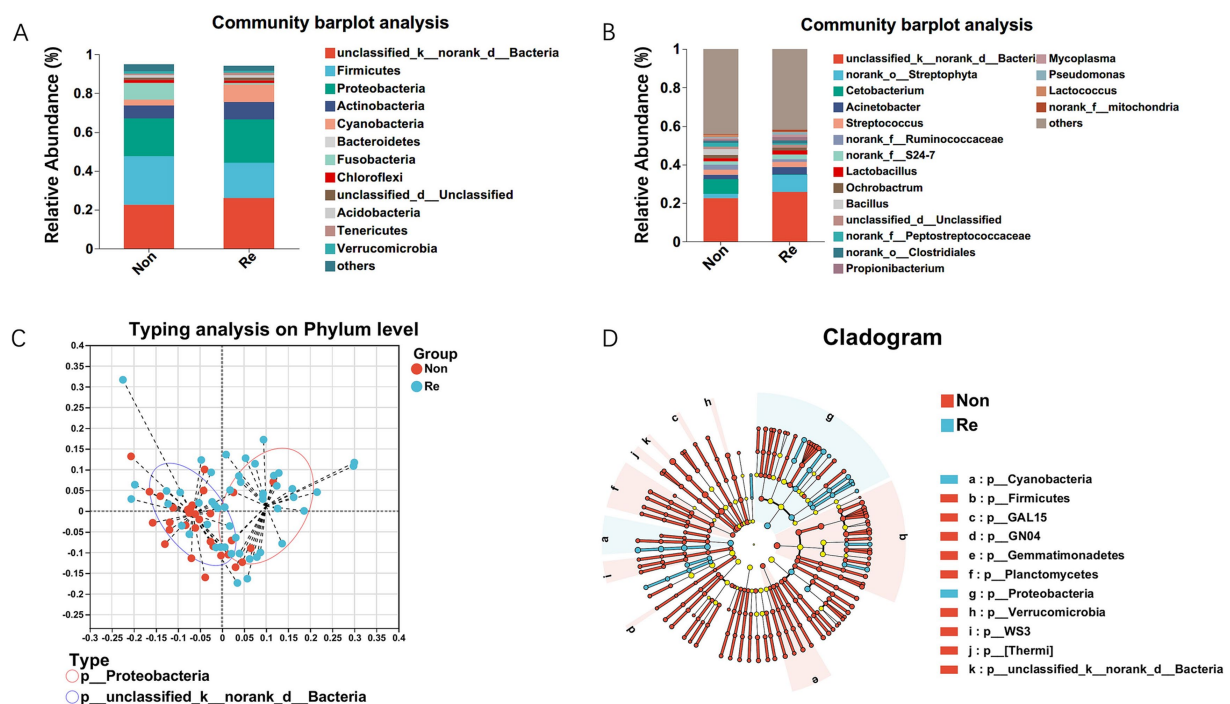 A
Community barplot analysis
Relative Abundance (%)
1
0.8
0.6
0.4
0.2
0
Non
Re
unclassified_k__norank_d__Bacteria
Firmicutes
Proteobacteria
Actinobacteria
Cyanobacteria
Bacteroidetes
Fusobacteria
Chloroflexi
unclassified_d__Unclassified
Acidobacteria
Tenericutes
Verrucomicrobia
others
B
Community barplot analysis
Relative Abundance (%)
1
0.8
0.6
0.4
0.2
0
Non
Re
unclassified_k__norank_d__Bacteri
norank_o__Streptophyta
Cetobacterium
Acinetobacter
Streptococcus
norank_f__Ruminococcaceae
norank_f__S24-7
Lactobacillus
Ochrobactrum
Bacillus
unclassified_d__Unclassified
norank_f__Peptostreptococcaceae
norank_o__Clostridiales
Propionibacterium
Mycoplasma
Pseudomonas
Lactococcus
norank_f__mitochondria
others
C
Typing analysis on Phylum level
0.4
0.35
0.3
0.25
0.2
0.15
0.1
0.05
0
-0.05
-0.1
-0.15
-0.2
-0.25
-0.3 -0.25 -0.2 -0.15 -0.1 -0.05 0 0.05 0.1 0.15 0.2 0.25 0.3 0.35 0.4
Group
Non
Re
Type
p__Proteobacteria
p__unclassified_k__norank_d__Bacteria
D
Cladogram
h
c
k
j
f
a
i
d
e
b
g
Non
Re
a : p__Cyanobacteria
b : p__Firmicutes
c : p__GAL15
d : p__GN04
e : p__Gemmatimonadetes
f : p__Planctomycetes
g : p__Proteobacteria
h : p__Verrucomicrobia
i : p__WS3
j : p__[Thermi]
k : p__unclassified_k__norank_d__Bacteria